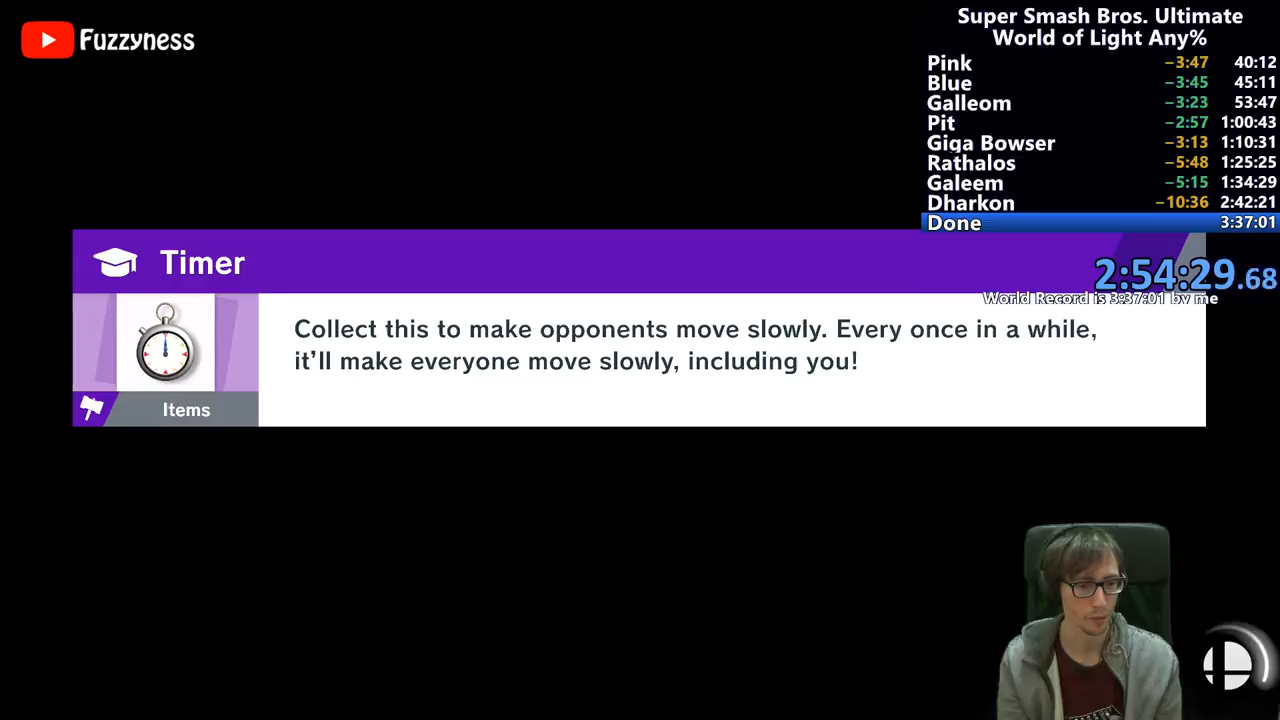 Fuzzyness
Super Smash Bros. Ultimate
World of Light Any%
Pink −3:47 40:12
Blue −3:45 45:11
Galleom −3:23 53:47
Pit −2:57 1:00:43
Giga Bowser −3:13 1:10:31
Rathalos −5:48 1:25:25
Galeem −5:15 1:34:29
Dharkon −10:36 2:42:21
Done 3:37:01
2:54:29.68
World Record is 3:37:01 by me
Timer
Collect this to make opponents move slowly. Every once in a while,
it’ll make everyone move slowly, including you!
Items